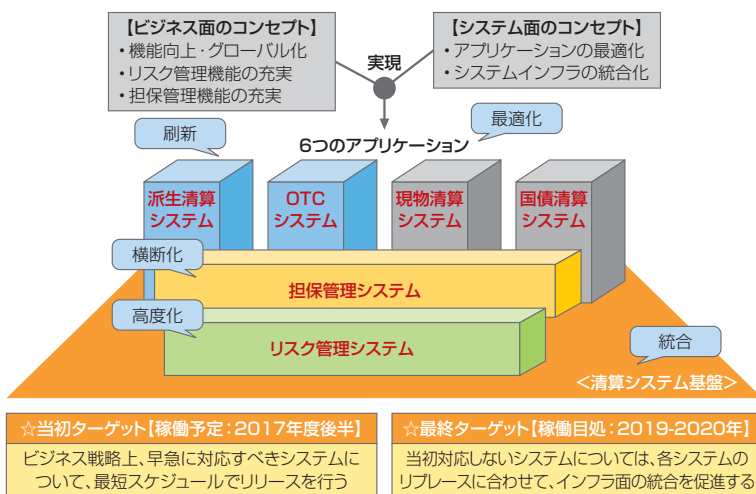 【ビジネス面のコンセプト】
・機能向上・グローバル化
・リスク管理機能の充実
・担保管理機能の充実
【システム面のコンセプト】
・アプリケーションの最適化
・システムインフラの統合化
実現
刷新
最適化
6つのアプリケーション
派生清算
システム
OTC
システム
現物清算
システム
国債清算
システム
横断化
担保管理システム
高度化
リスク管理システム
統合
<清算システム基盤>
☆当初ターゲット【稼働予定:2017年度後半】
ビジネス戦略上、早急に対応すべきシステムに
ついて、最短スケジュールでリリースを行う
☆最終ターゲット【稼働目処:2019-2020年】
当初対応しないシステムについては、各システムの
リプレースに合わせて、インフラ面の統合を促進する